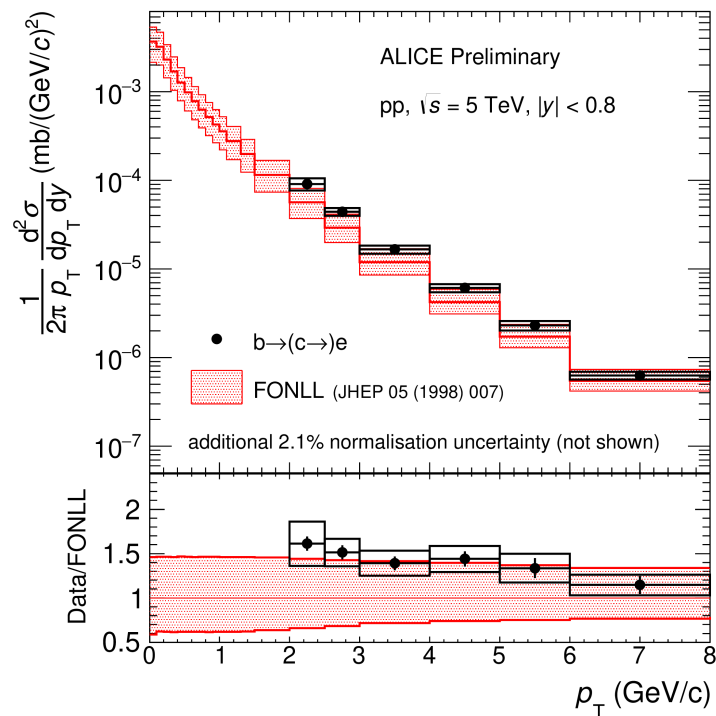 ALICE Preliminary
pp, √s = 5 TeV, |y| < 0.8
1/(2π p_T) d²σ/(dp_T dy) (mb/(GeV/c)²)
10⁻³
10⁻⁴
10⁻⁵
10⁻⁶
10⁻⁷
b→(c→)e
FONLL (JHEP 05 (1998) 007)
additional 2.1% normalisation uncertainty (not shown)
Data/FONLL
2
1.5
1
0.5
0 1 2 3 4 5 6 7 8
p_T (GeV/c)